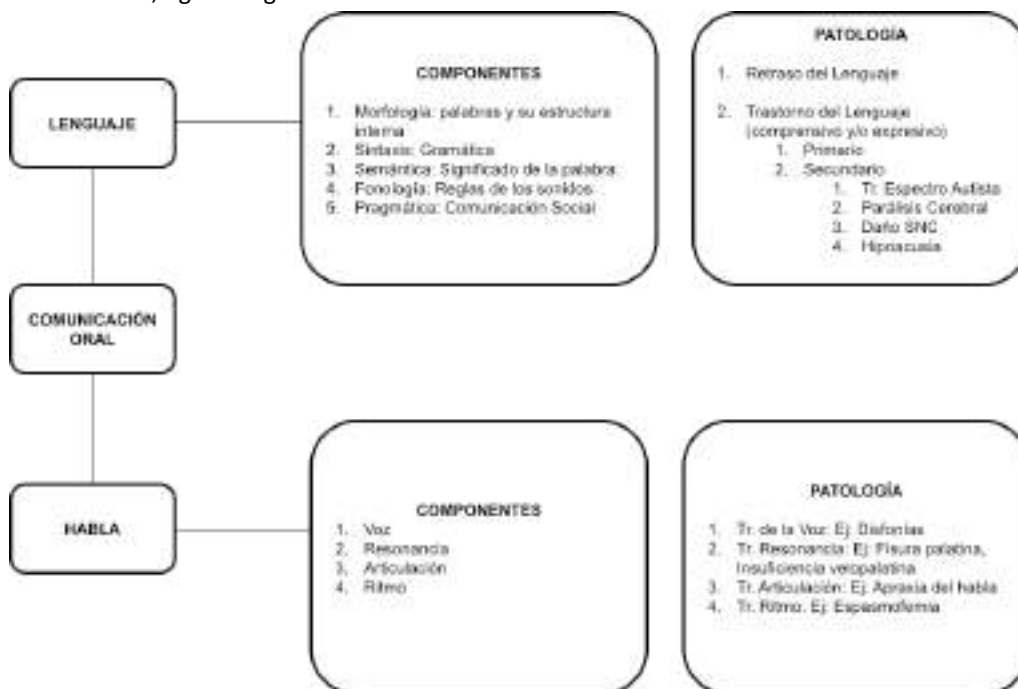 LENGUAJE
COMPONENTES
1. Morfología: palabras y su estructura
interna
2. Sintaxis: Gramática
3. Semántica: Significado de la palabra
4. Fonología: Reglas de los sonidos
5. Pragmática: Comunicación Social
PATOLOGÍA
1. Retraso del Lenguaje
2. Trastorno del Lenguaje
(comprensivo y/o expresivo)
1. Primario
2. Secundario
1. Tr. Espectro Autista
2. Parálisis Cerebral
3. Daño SNC
4. Hipoacusia
COMUNICACIÓN
ORAL
HABLA
COMPONENTES
1. Voz
2. Resonancia
3. Articulación
4. Ritmo
PATOLOGÍA
1. Tr. de la Voz: Ej: Disfonías
2. Tr. Resonancia: Ej: Fisura palatina,
Insuficiencia velopalatina
3. Tr. Articulación: Ej: Apraxia del habla
4. Tr. Ritmo. Ej: Espasmofemia